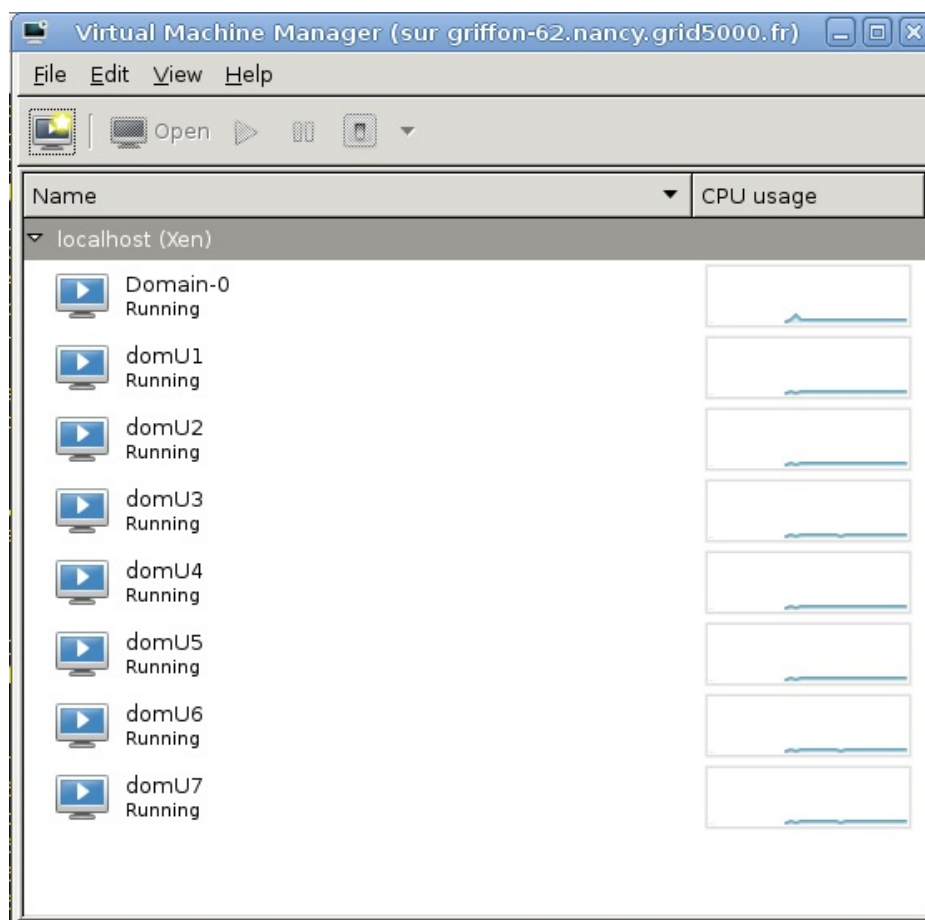 Virtual Machine Manager (sur griffon-62.nancy.grid5000.fr)
File Edit View Help
Open
Name CPU usage
localhost (Xen)
Domain-0
Running
domU1
Running
domU2
Running
domU3
Running
domU4
Running
domU5
Running
domU6
Running
domU7
Running